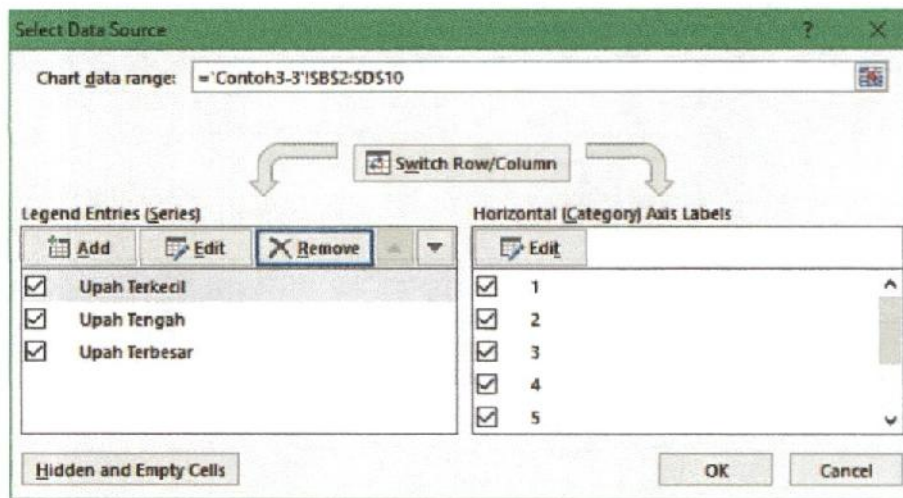 Select Data Source ? ×
Chart data range: ='Contoh3-3'!$B$2:$D$10
Switch Row/Column
Legend Entries (Series)
Add Edit Remove
Upah Terkecil
Upah Tengah
Upah Terbesar
Horizontal (Category) Axis Labels
Edit
1
2
3
4
5
Hidden and Empty Cells
OK Cancel